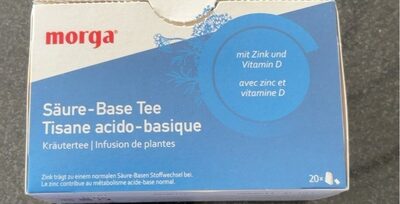 morga®
mit Zink und
Vitamin D
avec zinc et
vitamine D
Säure-Base Tee
Tisane acido-basique
Kräutertee | Infusion de plantes
Zink trägt zu einem normalen Säure-Basen-Stoffwechsel bei.
Le zinc contribue au métabolisme acide-base normal.
20x